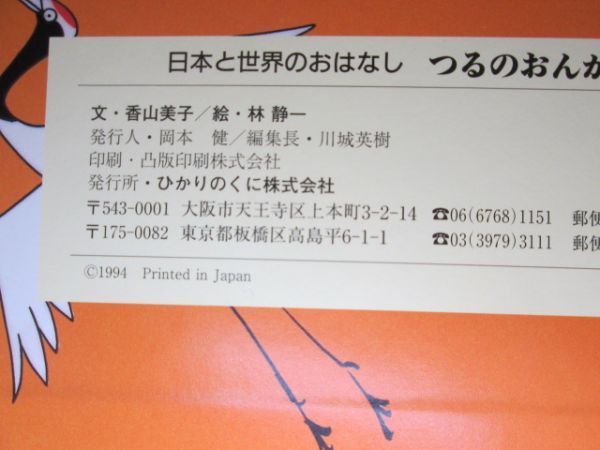 日本と世界のおはなし　つるのおんが
文・香山美子／絵・林 静一
発行人・岡本　健／編集長・川城英樹
印刷・凸版印刷株式会社
発行所・ひかりのくに株式会社
〒543-0001 大阪市天王寺区上本町3-2-14 ☎06(6768)1151 郵便
〒175-0082 東京都板橋区高島平6-1-1 ☎03(3979)3111 郵便
©1994 Printed in Japan